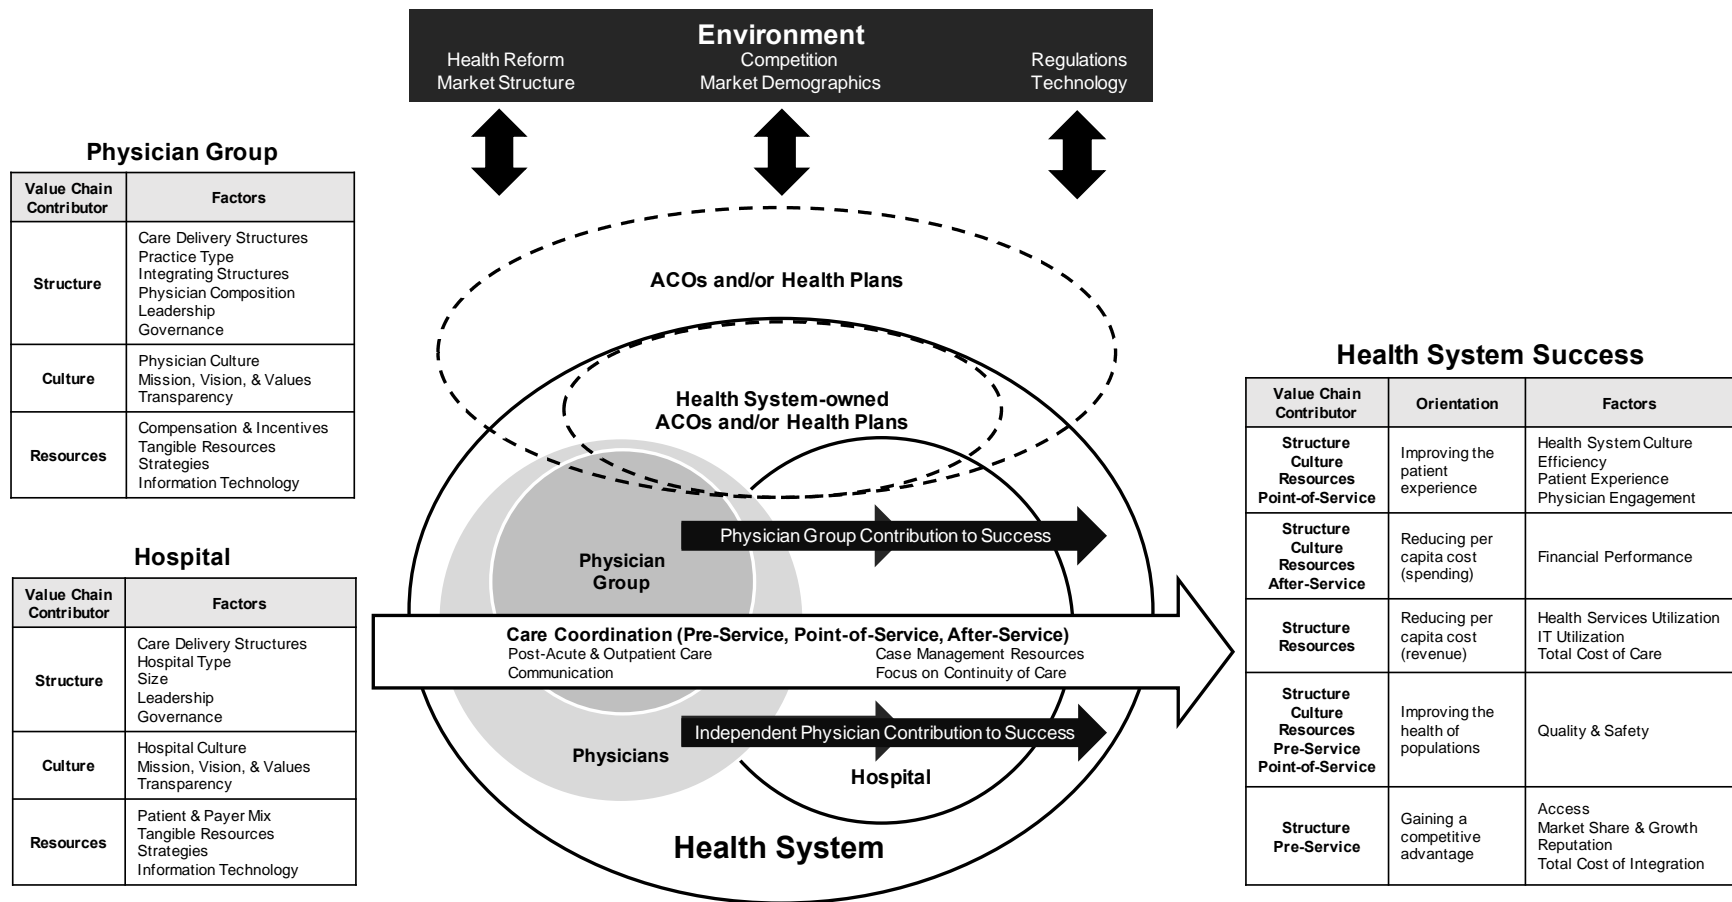 Environment
Health Reform
Market Structure
Competition
Market Demographics
Regulations
Technology
Physician Group
Value Chain
Contributor
Factors
Structure
Care Delivery Structures
Practice Type
Integrating Structures
Physician Composition
Leadership
Governance
Culture
Physician Culture
Mission, Vision, & Values
Transparency
Resources
Compensation & Incentives
Tangible Resources
Strategies
Information Technology
Hospital
Value Chain
Contributor
Factors
Structure
Care Delivery Structures
Hospital Type
Size
Leadership
Governance
Culture
Hospital Culture
Mission, Vision, & Values
Transparency
Resources
Patient & Payer Mix
Tangible Resources
Strategies
Information Technology
ACOs and/or Health Plans
Health System-owned
ACOs and/or Health Plans
Physician Group Contribution to Success
Physician
Group
Care Coordination (Pre-Service, Point-of-Service, After-Service)
Post-Acute & Outpatient Care
Communication
Case Management Resources
Focus on Continuity of Care
Independent Physician Contribution to Success
Physicians
Hospital
Health System
Health System Success
Value Chain
Contributor
Orientation
Factors
Structure
Culture
Resources
Point-of-Service
Improving the
patient
experience
Health System Culture
Efficiency
Patient Experience
Physician Engagement
Structure
Culture
Resources
After-Service
Reducing per
capita cost
(spending)
Financial Performance
Structure
Resources
Reducing per
capita cost
(revenue)
Health Services Utilization
IT Utilization
Total Cost of Care
Structure
Culture
Resources
Pre-Service
Point-of-Service
Improving the
health of
populations
Quality & Safety
Structure
Pre-Service
Gaining a
competitive
advantage
Access
Market Share & Growth
Reputation
Total Cost of Integration